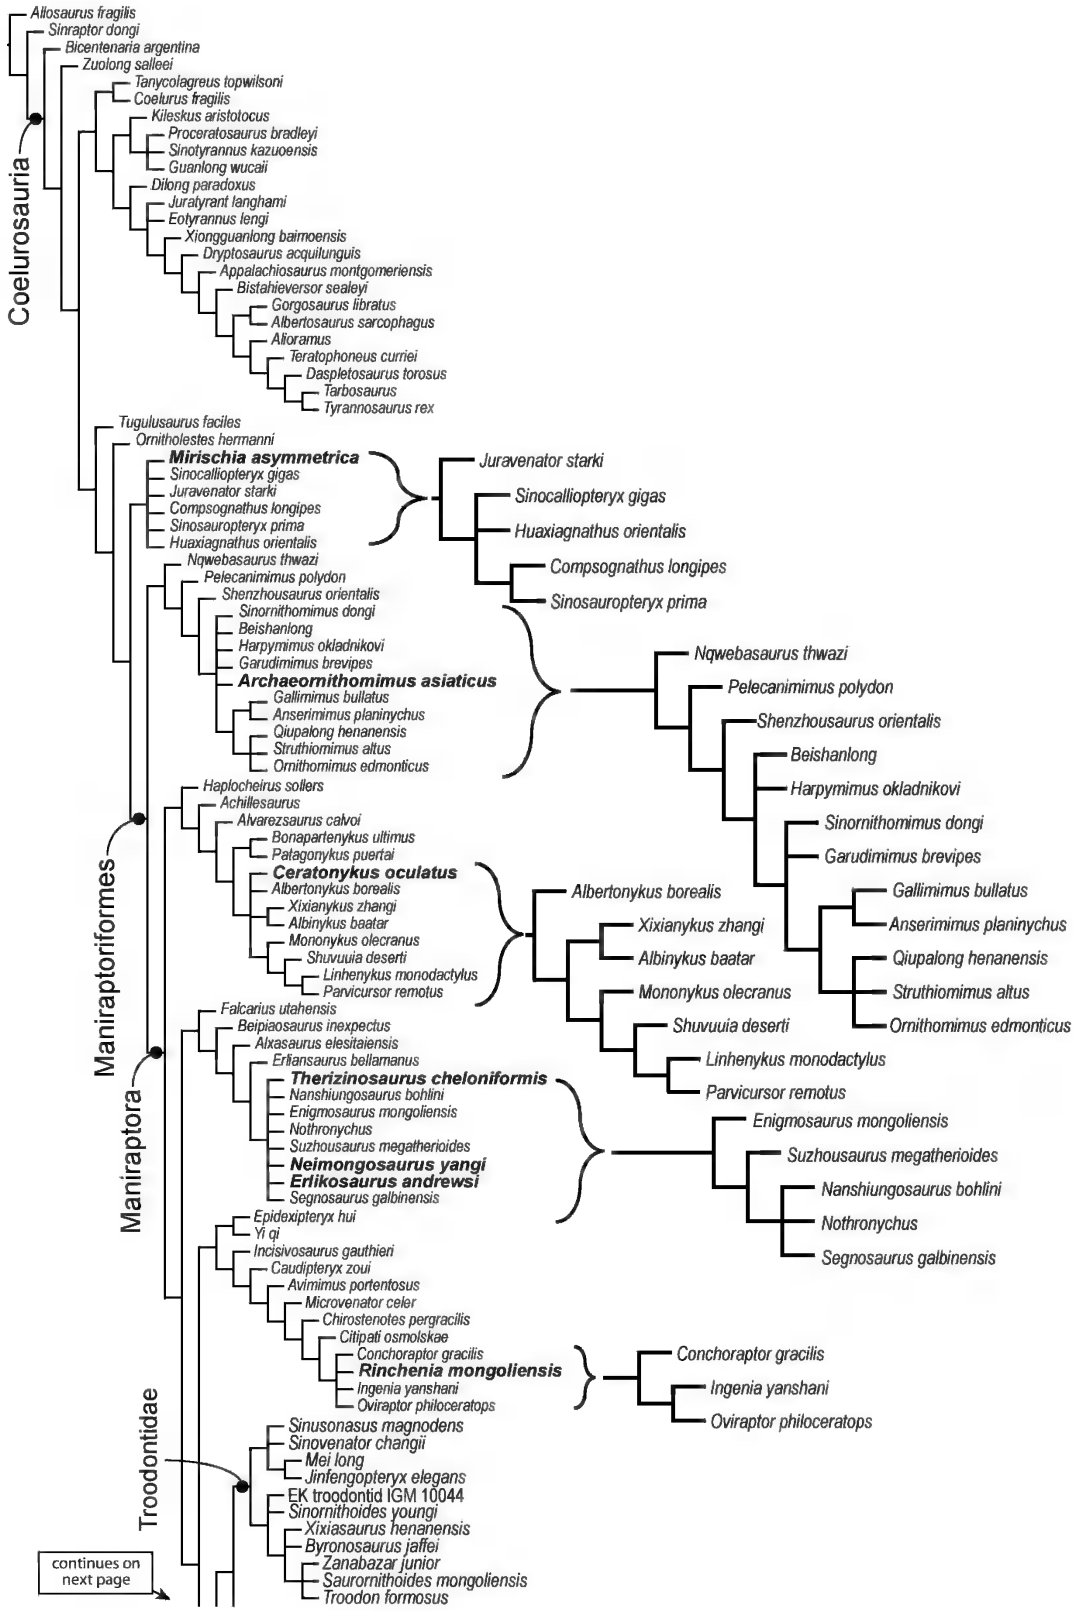 Allosaurus fragilis
Sinraptor dongi
Bicentenaria argentina
Zuolong salleei
Tanycolagreus topwilsoni
Coelurus fragilis
Kileskus aristotocus
Proceratosaurus bradleyi
Sinotyrannus kazuoensis
Guanlong wucaii
Dilong paradoxus
Juratyrant langhami
Eotyrannus lengi
Xiongguanlong baimoensis
Dryptosaurus acquilunguis
Appalachiosaurus montgomeriensis
Bistahieversor sealeyi
Gorgosaurus libratus
Albertosaurus sarcophagus
Alioramus
Teratophoneus curriei
Daspletosaurus torosus
Tarbosaurus
Tyrannosaurus rex
Coelurosauria
Tugulusaurus faciles
Ornitholestes hermanni
Mirischia asymmetrica
Sinocalliopteryx gigas
Juravenator starki
Compsognathus longipes
Sinosauropteryx prima
Huaxiagnathus orientalis
Juravenator starki
Sinocalliopteryx gigas
Huaxiagnathus orientalis
Compsognathus longipes
Sinosauropteryx prima
Nqwebasaurus thwazi
Pelecanimimus polydon
Shenzhousaurus orientalis
Sinornithomimus dongi
Beishanlong
Harpymimus okladnikovi
Garudimimus brevipes
Archaeornithomimus asiaticus
Gallimimus bullatus
Anserimimus planinychus
Qiupalong henanensis
Struthiomimus altus
Ornithomimus edmonticus
Nqwebasaurus thwazi
Pelecanimimus polydon
Shenzhousaurus orientalis
Beishanlong
Harpymimus okladnikovi
Sinornithomimus dongi
Garudimimus brevipes
Gallimimus bullatus
Anserimimus planinychus
Qiupalong henanensis
Struthiomimus altus
Ornithomimus edmonticus
Maniraptoriformes
Haplocheirus sollers
Achillesaurus
Alvarezsaurus calvoi
Bonapartenykus ultimus
Patagonykus puertai
Ceratonykus oculatus
Albertonykus borealis
Xixianykus zhangi
Albinykus baatar
Mononykus olecranus
Shuvuuia deserti
Linhenykus monodactylus
Parvicursor remotus
Albertonykus borealis
Xixianykus zhangi
Albinykus baatar
Mononykus olecranus
Shuvuuia deserti
Linhenykus monodactylus
Parvicursor remotus
Maniraptora
Falcarius utahensis
Beipiaosaurus inexpectus
Alxasaurus elesitaiensis
Erliansaurus bellamanus
Therizinosaurus cheloniformis
Nanshiungosaurus bohlini
Enigmosaurus mongoliensis
Nothronychus
Suzhousaurus megatherioides
Neimongosaurus yangi
Erlikosaurus andrewsi
Segnosaurus galbinensis
Enigmosaurus mongoliensis
Suzhousaurus megatherioides
Nanshiungosaurus bohlini
Nothronychus
Segnosaurus galbinensis
Epidexipteryx hui
Yi qi
Incisivosaurus gauthieri
Caudipteryx zoui
Avimimus portentosus
Microvenator celer
Chirostenotes pergracilis
Citipati osmolskae
Conchoraptor gracilis
Rinchenia mongoliensis
Ingenia yanshani
Oviraptor philoceratops
Conchoraptor gracilis
Ingenia yanshani
Oviraptor philoceratops
Troodontidae
Sinusonasus magnodens
Sinovenator changii
Mei long
Jinfengopteryx elegans
EK troodontid IGM 10044
Sinornithoides youngi
Xixiasaurus henanensis
Byronosaurus jaffei
Zanabazar junior
Saurornithoides mongoliensis
Troodon formosus
continues on
next page